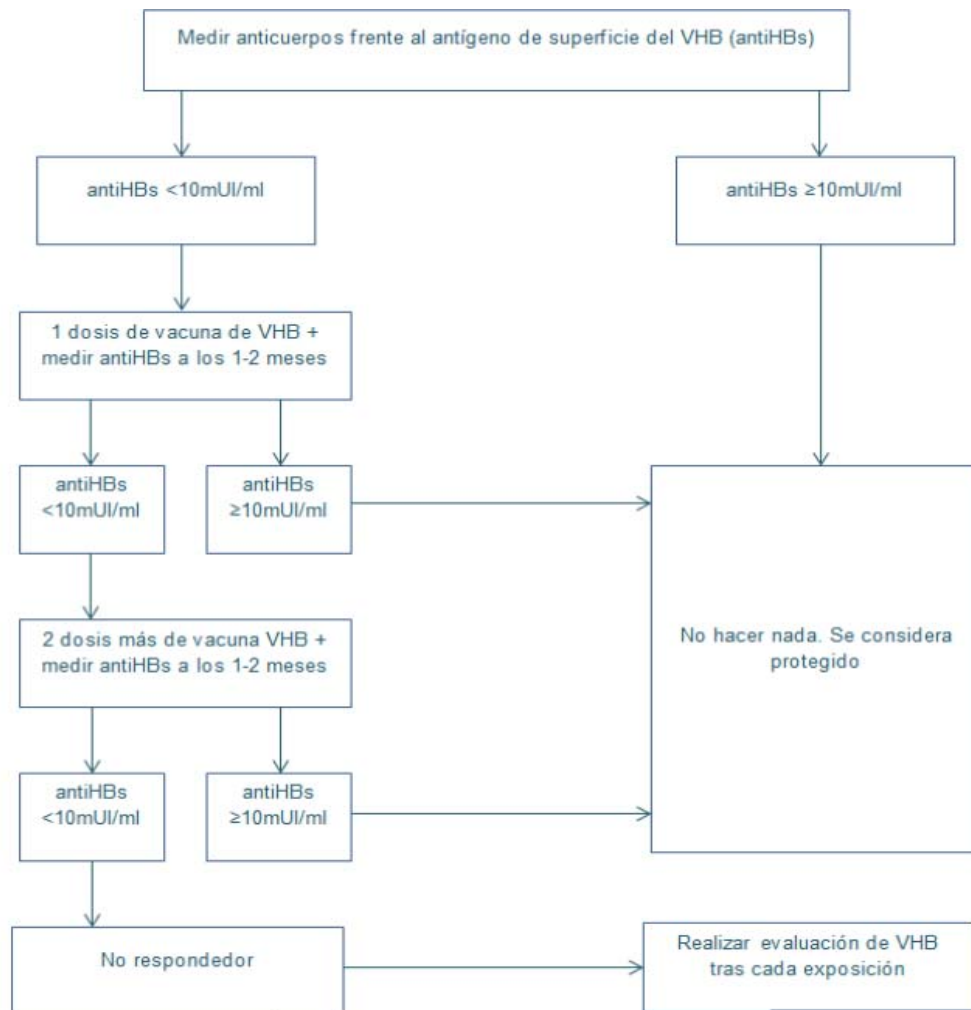 Medir anticuerpos frente al antígeno de superficie del VHB (antiHBs)
antiHBs <10mUI/ml
antiHBs ≥10mUI/ml
1 dosis de vacuna de VHB +
medir antiHBs a los 1-2 meses
antiHBs
<10mUI/ml
antiHBs
≥10mUI/ml
2 dosis más de vacuna VHB +
medir antiHBs a los 1-2 meses
No hacer nada. Se considera
protegido
antiHBs
<10mUI/ml
antiHBs
≥10mUI/ml
No respondedor
Realizar evaluación de VHB
tras cada exposición